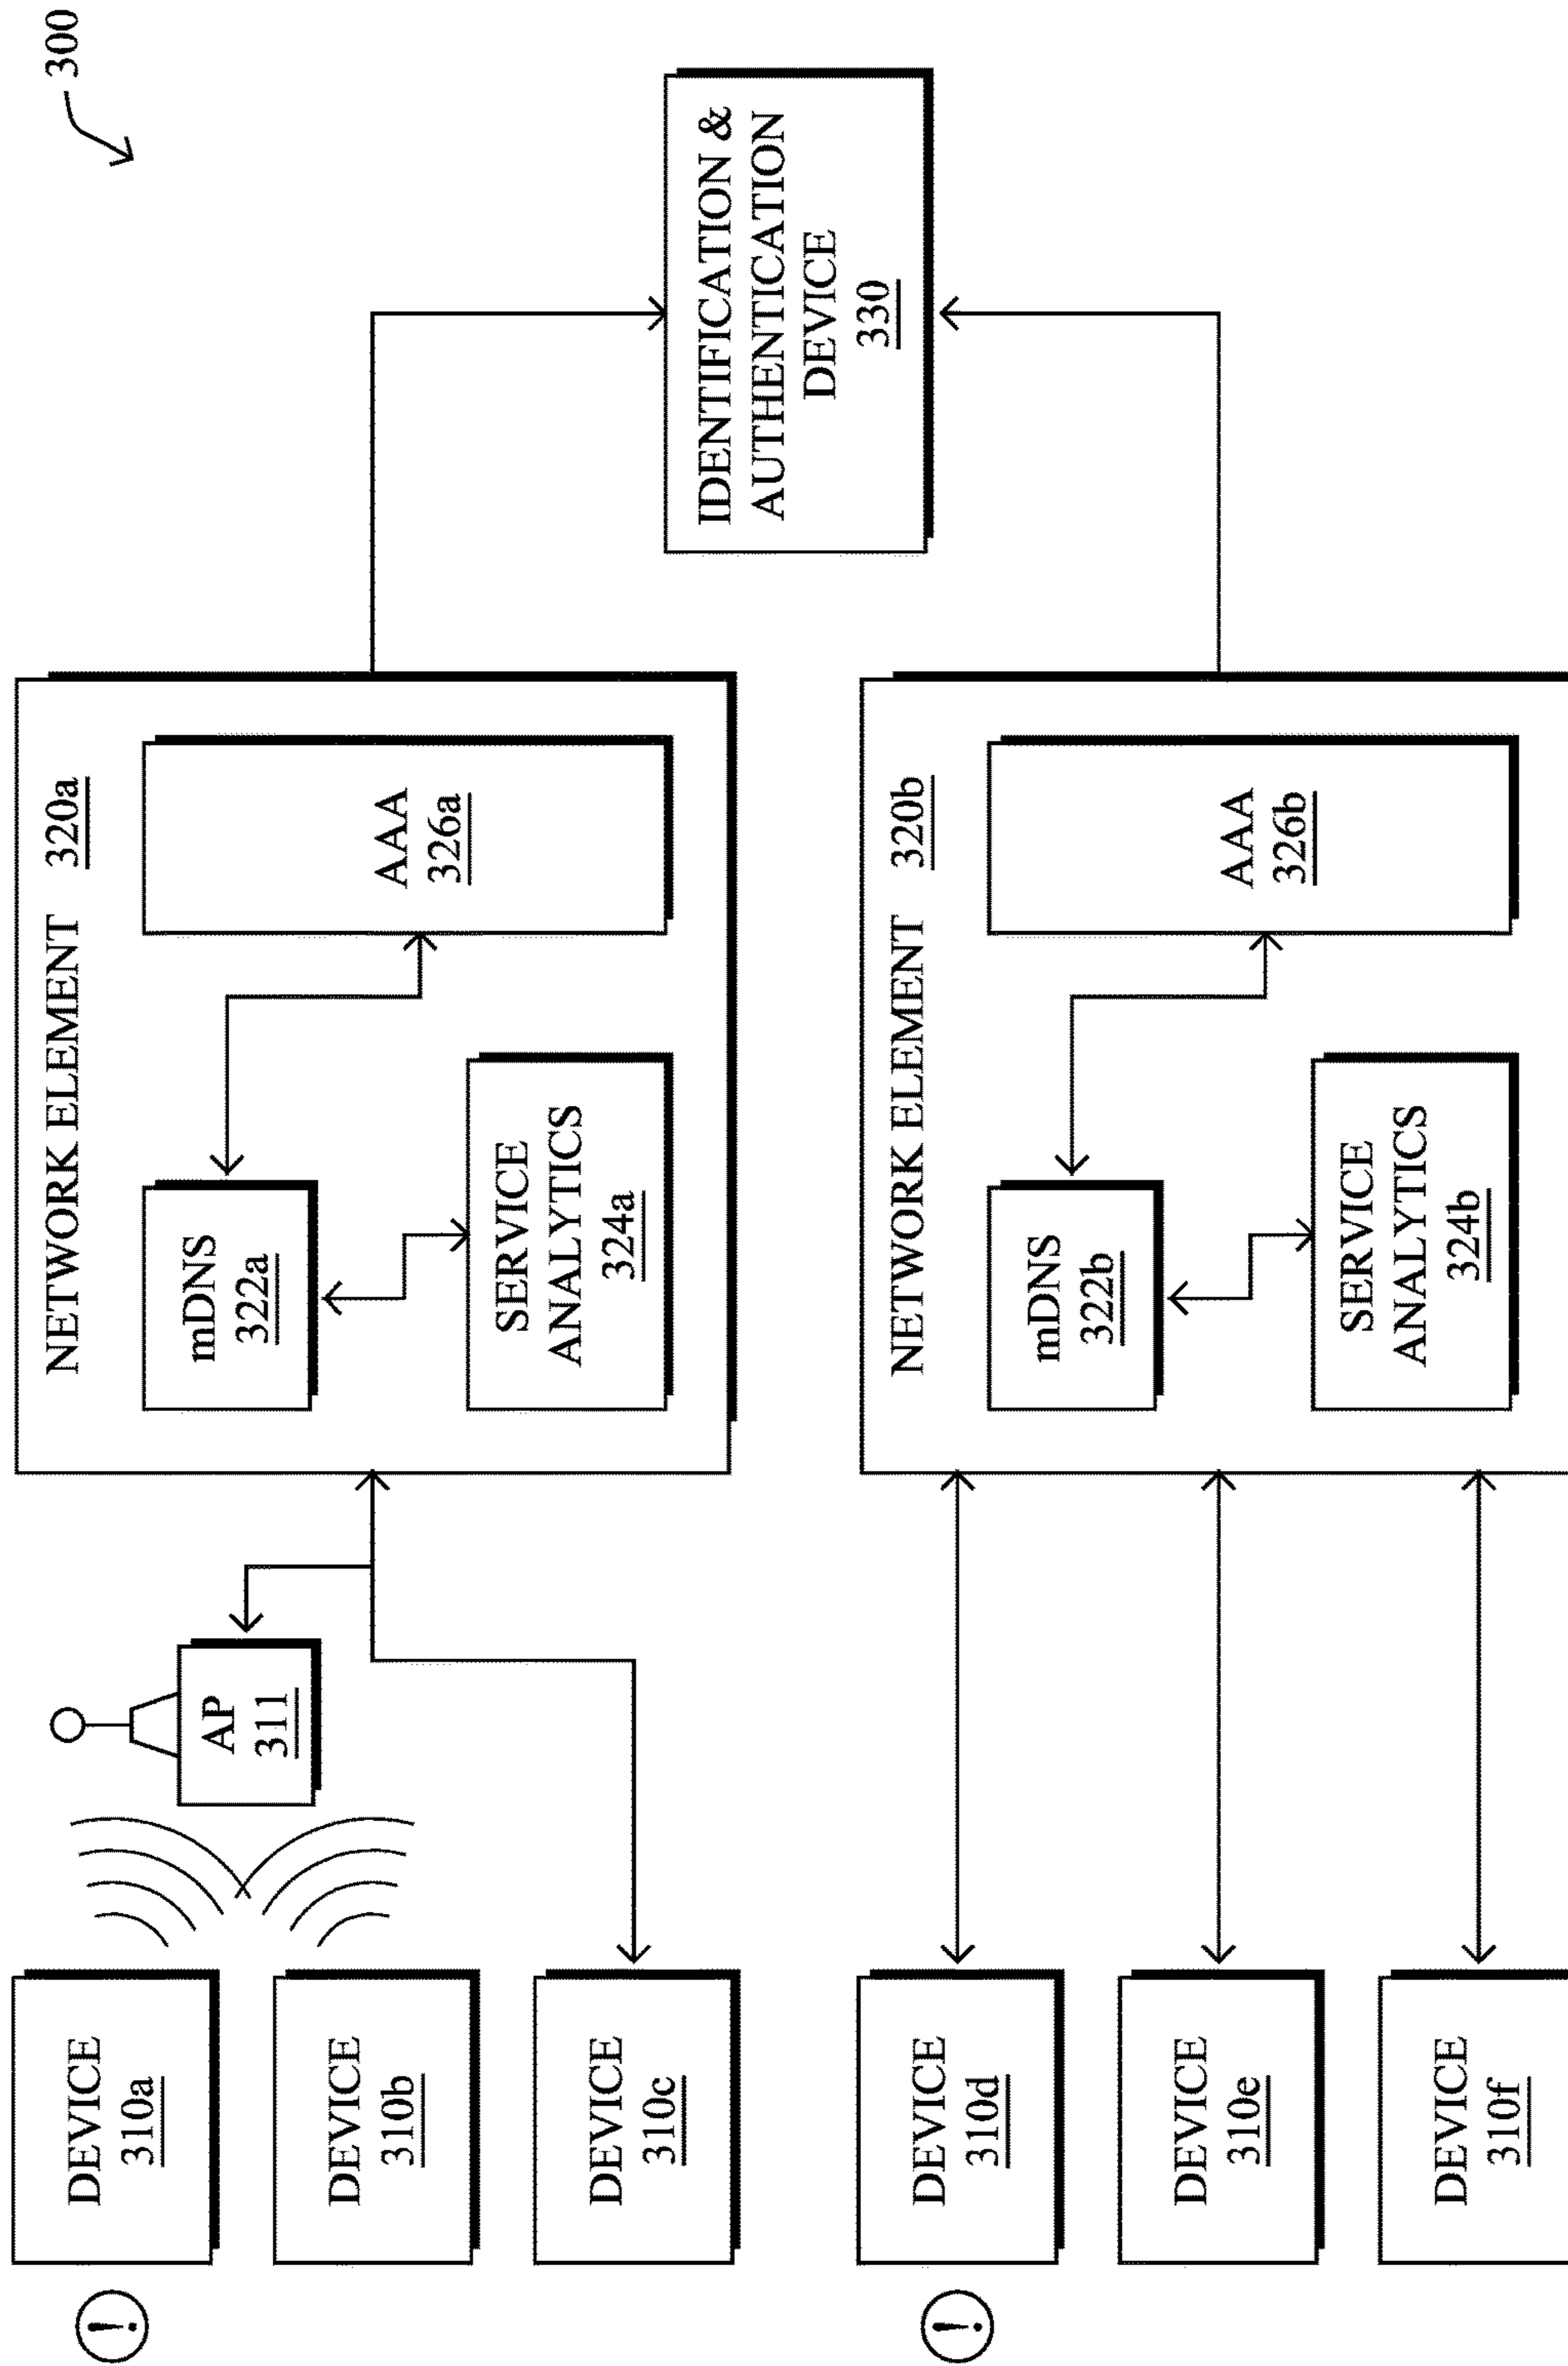 300
!
DEVICE
310a
DEVICE
310b
DEVICE
310c
AP
311
NETWORK ELEMENT 320a
mDNS
322a
SERVICE
ANALYTICS
324a
AAA
326a
IDENTIFICATION &
AUTHENTICATION
DEVICE
330
!
DEVICE
310d
DEVICE
310e
DEVICE
310f
NETWORK ELEMENT 320b
mDNS
322b
SERVICE
ANALYTICS
324b
AAA
326b